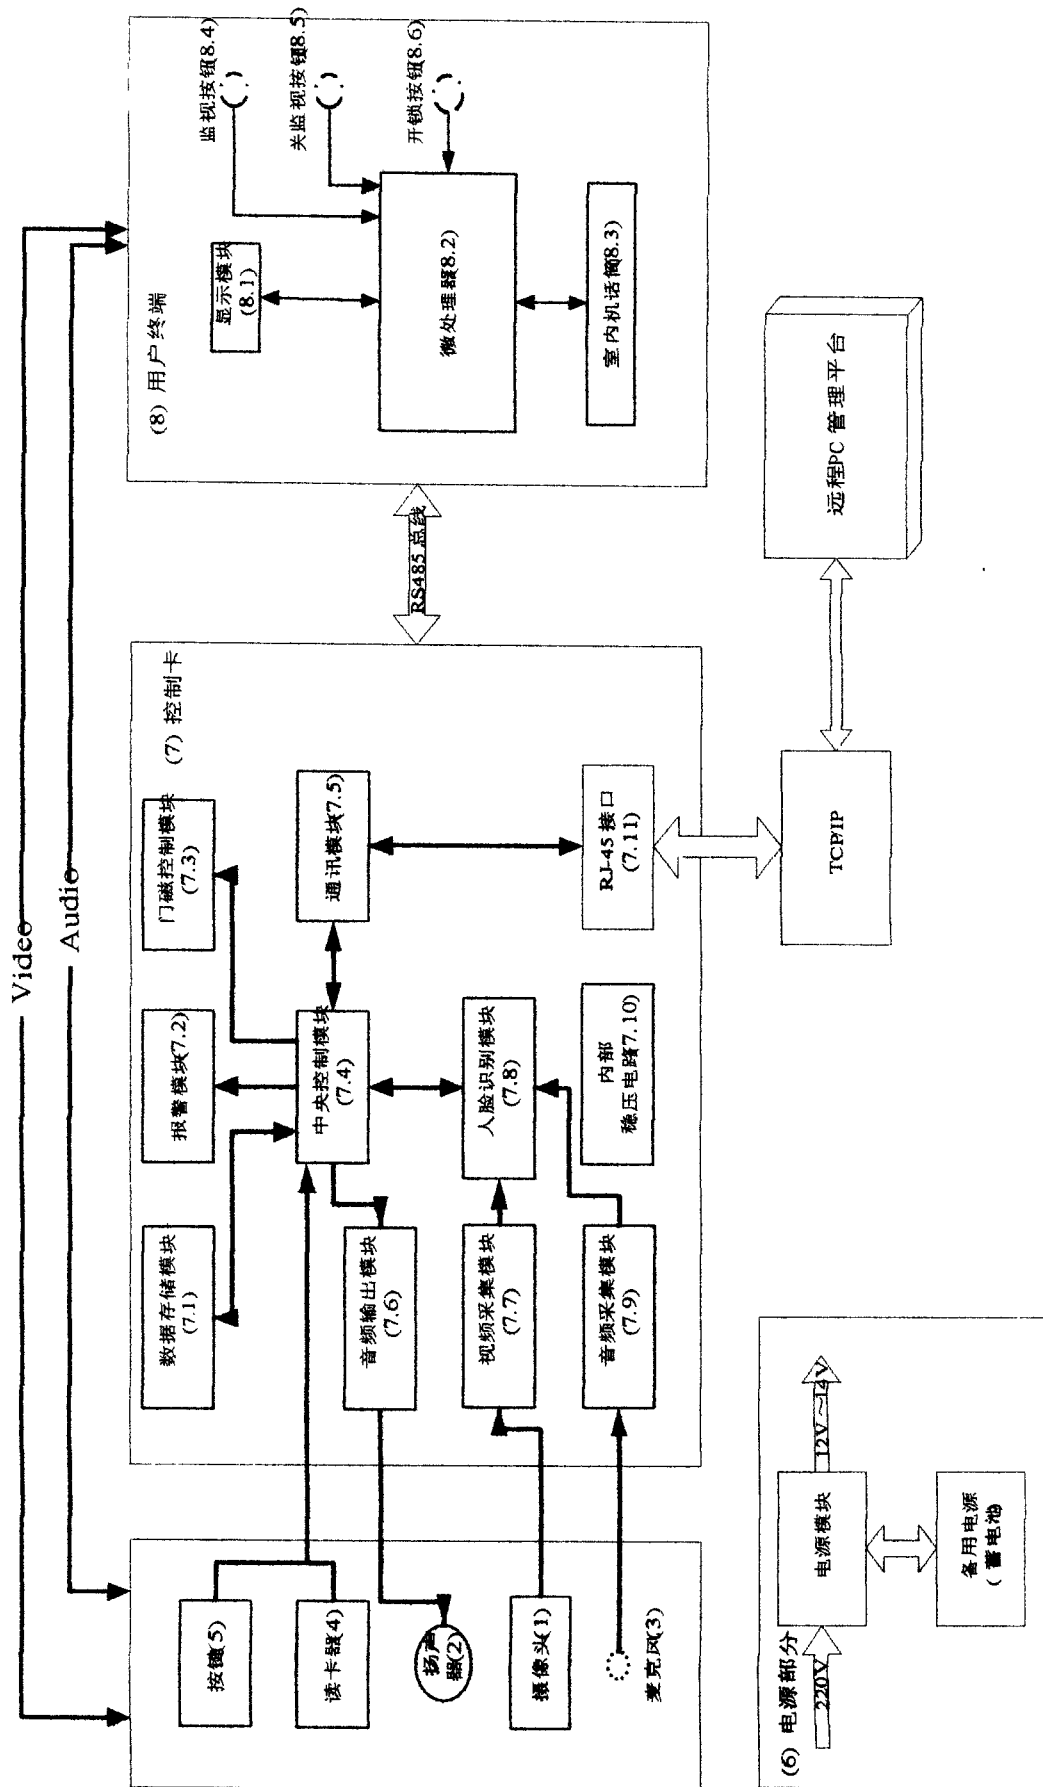 Video
Audio
按键(5)
读卡器(4)
扬声
器(2)
摄像头(1)
麦克风(3)
(7) 控制卡
数据存储模块
(7.1)
报警模块(7.2)
门磁控制模块
(7.3)
中央控制模块
(7.4)
通讯模块(7.5)
音频输出模块
(7.6)
视频采集模块
(7.7)
人脸识别模块
(7.8)
音频采集模块
(7.9)
内部
稳压电路7.10)
RJ-45 接口
(7.11)
RS485 总线
(8) 用户终端
显示模块
(8.1)
监视按钮(8.4)
关监视按钮(8.5)
开锁按钮(8.6)
微处理器(8.2)
室内机话筒(8.3)
(6) 电源部分
220V
电源模块
12V～14V
备用电源
(蓄电池)
TCP/IP
远程PC 管理平台